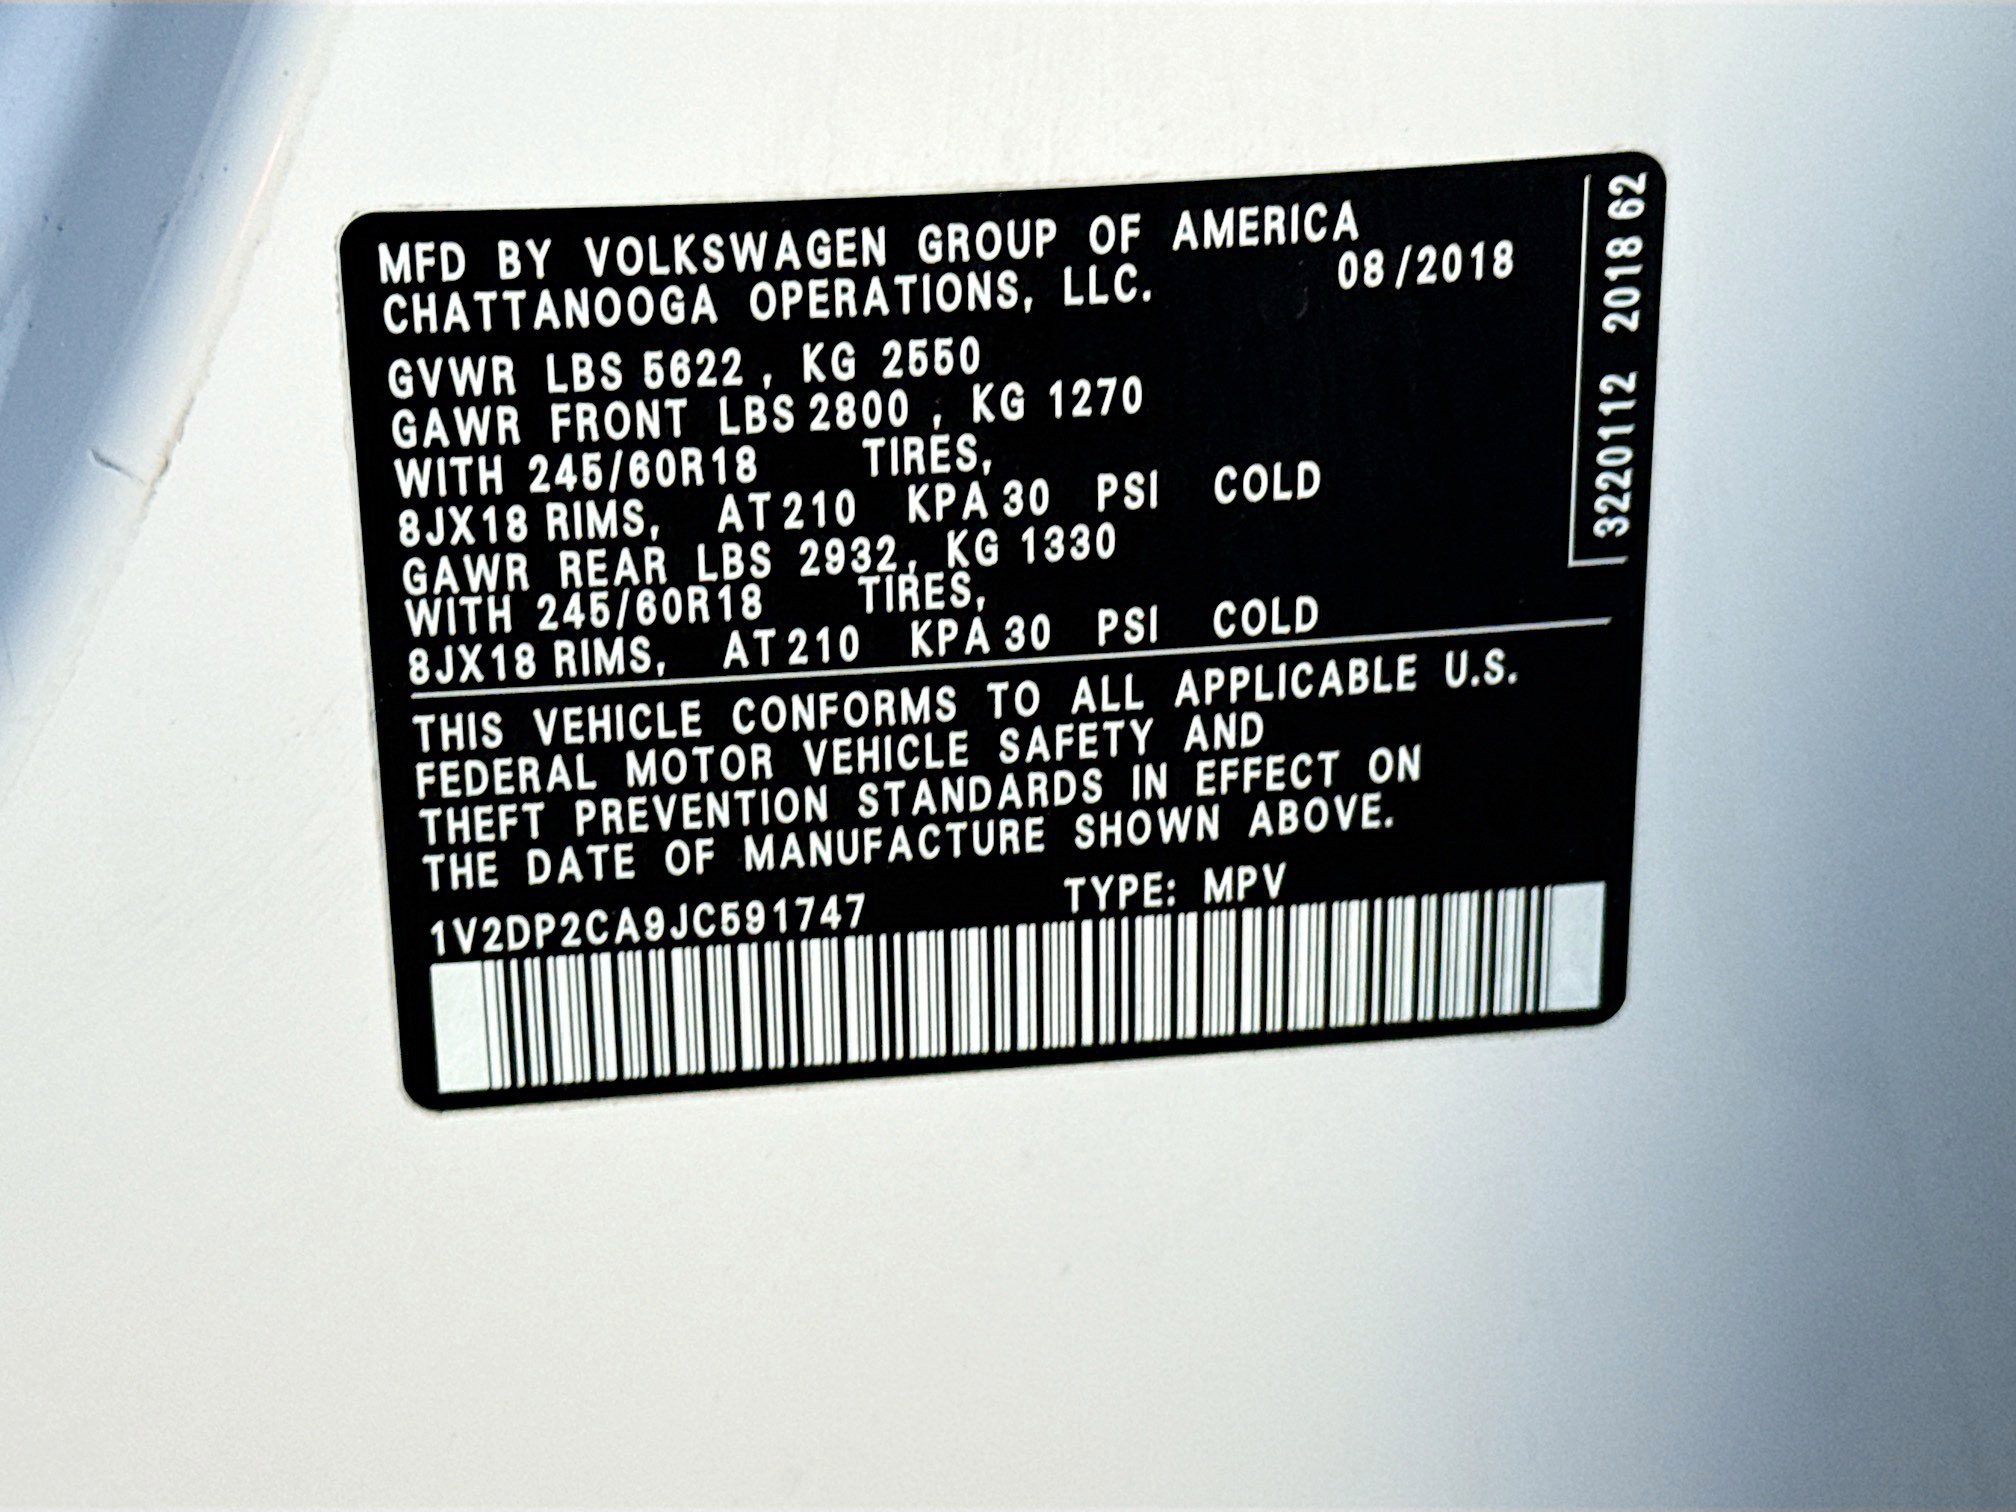 MFD BY VOLKSWAGEN GROUP OF AMERICA
CHATTANOOGA OPERATIONS, LLC. 08/2018
GVWR LBS 5622, KG 2550
GAWR FRONT LBS 2800, KG 1270
WITH 245/60R18 TIRES,
8JX18 RIMS, AT 210 KPA 30 PSI COLD
GAWR REAR LBS 2932, KG 1330
WITH 245/60R18 TIRES,
8JX18 RIMS, AT 210 KPA 30 PSI COLD
THIS VEHICLE CONFORMS TO ALL APPLICABLE U.S.
FEDERAL MOTOR VEHICLE SAFETY AND
THEFT PREVENTION STANDARDS IN EFFECT ON
THE DATE OF MANUFACTURE SHOWN ABOVE.
1V2DP2CA9JC591747 TYPE: MPV
3220112 2018 62